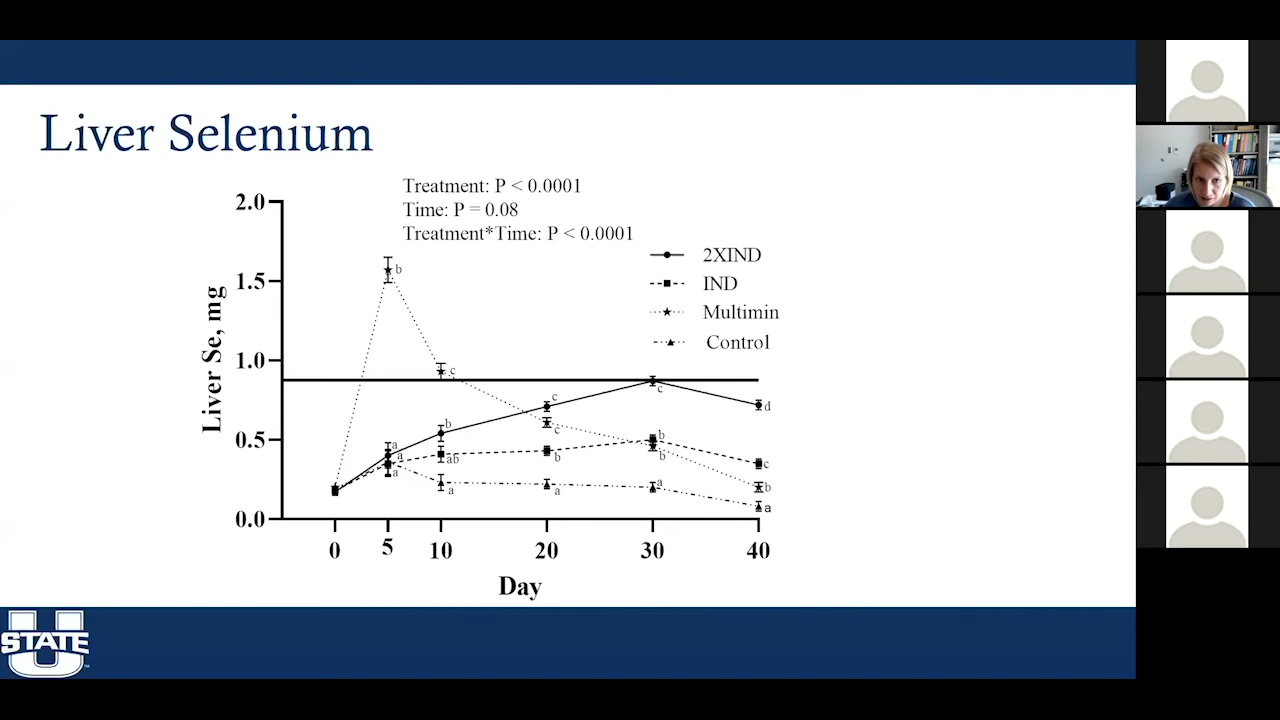 Liver Selenium
Treatment: P < 0.0001
Time: P = 0.08
Treatment*Time: P < 0.0001
2XIND
IND
Multimin
Control
Liver Se, mg
2.0
1.5
1.0
0.5
0.0
b
c
a
a
a
b
ab
a
c
c
b
a
c
b
b
a
d
c
b
a
0
5
10
20
30
40
Day
U
STATE
TM